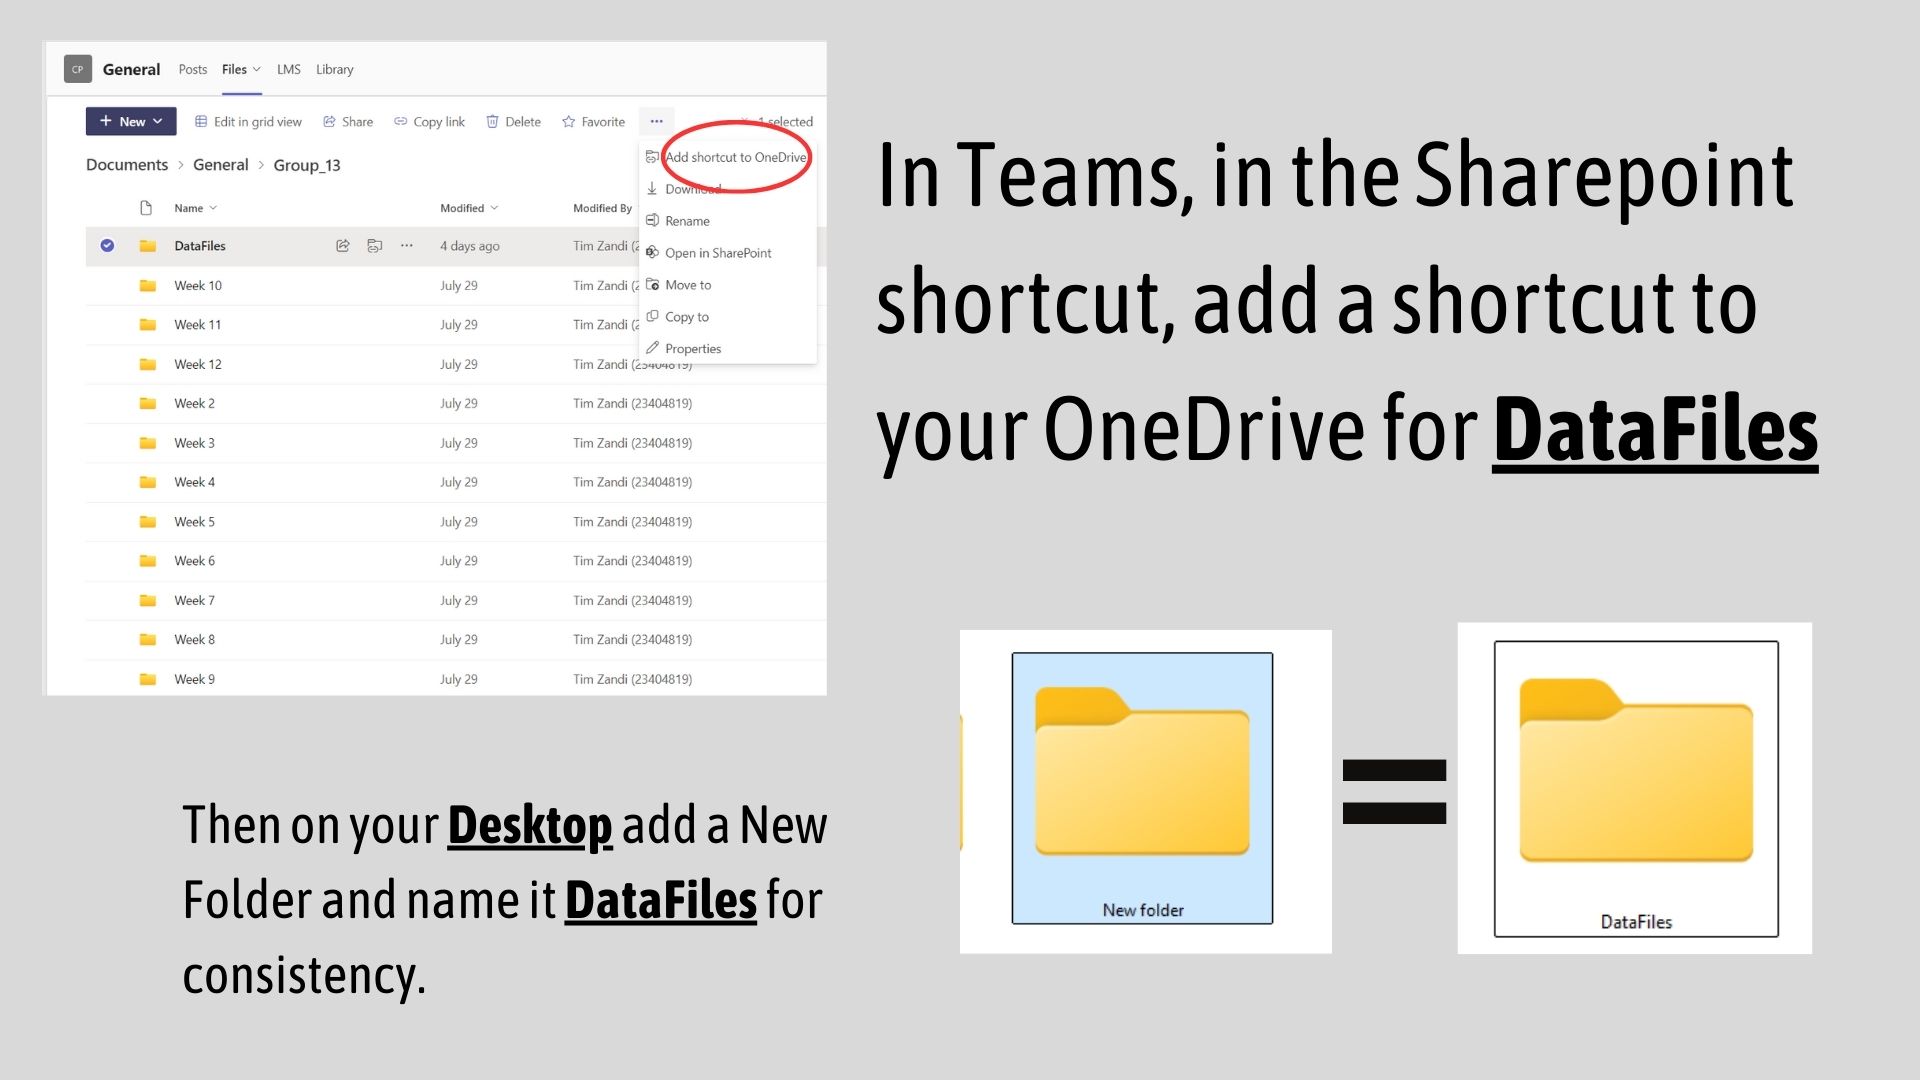 CP General Posts Files LMS Library
+ New Edit in grid view Share Copy link Delete Favorite ... 1 selected
Documents > General > Group_13
Add shortcut to OneDrive
Download
Rename
Open in SharePoint
Move to
Copy to
Properties
Name Modified Modified By
DataFiles ... 4 days ago Tim Zandi (2
Week 10 July 29 Tim Zandi (2
Week 11 July 29 Tim Zandi (2
Week 12 July 29 Tim Zandi (23404819)
Week 2 July 29 Tim Zandi (23404819)
Week 3 July 29 Tim Zandi (23404819)
Week 4 July 29 Tim Zandi (23404819)
Week 5 July 29 Tim Zandi (23404819)
Week 6 July 29 Tim Zandi (23404819)
Week 7 July 29 Tim Zandi (23404819)
Week 8 July 29 Tim Zandi (23404819)
Week 9 July 29 Tim Zandi (23404819)
In Teams, in the Sharepoint
shortcut, add a shortcut to
your OneDrive for DataFiles
Then on your Desktop add a New
Folder and name it DataFiles for
consistency.
New folder
=
DataFiles